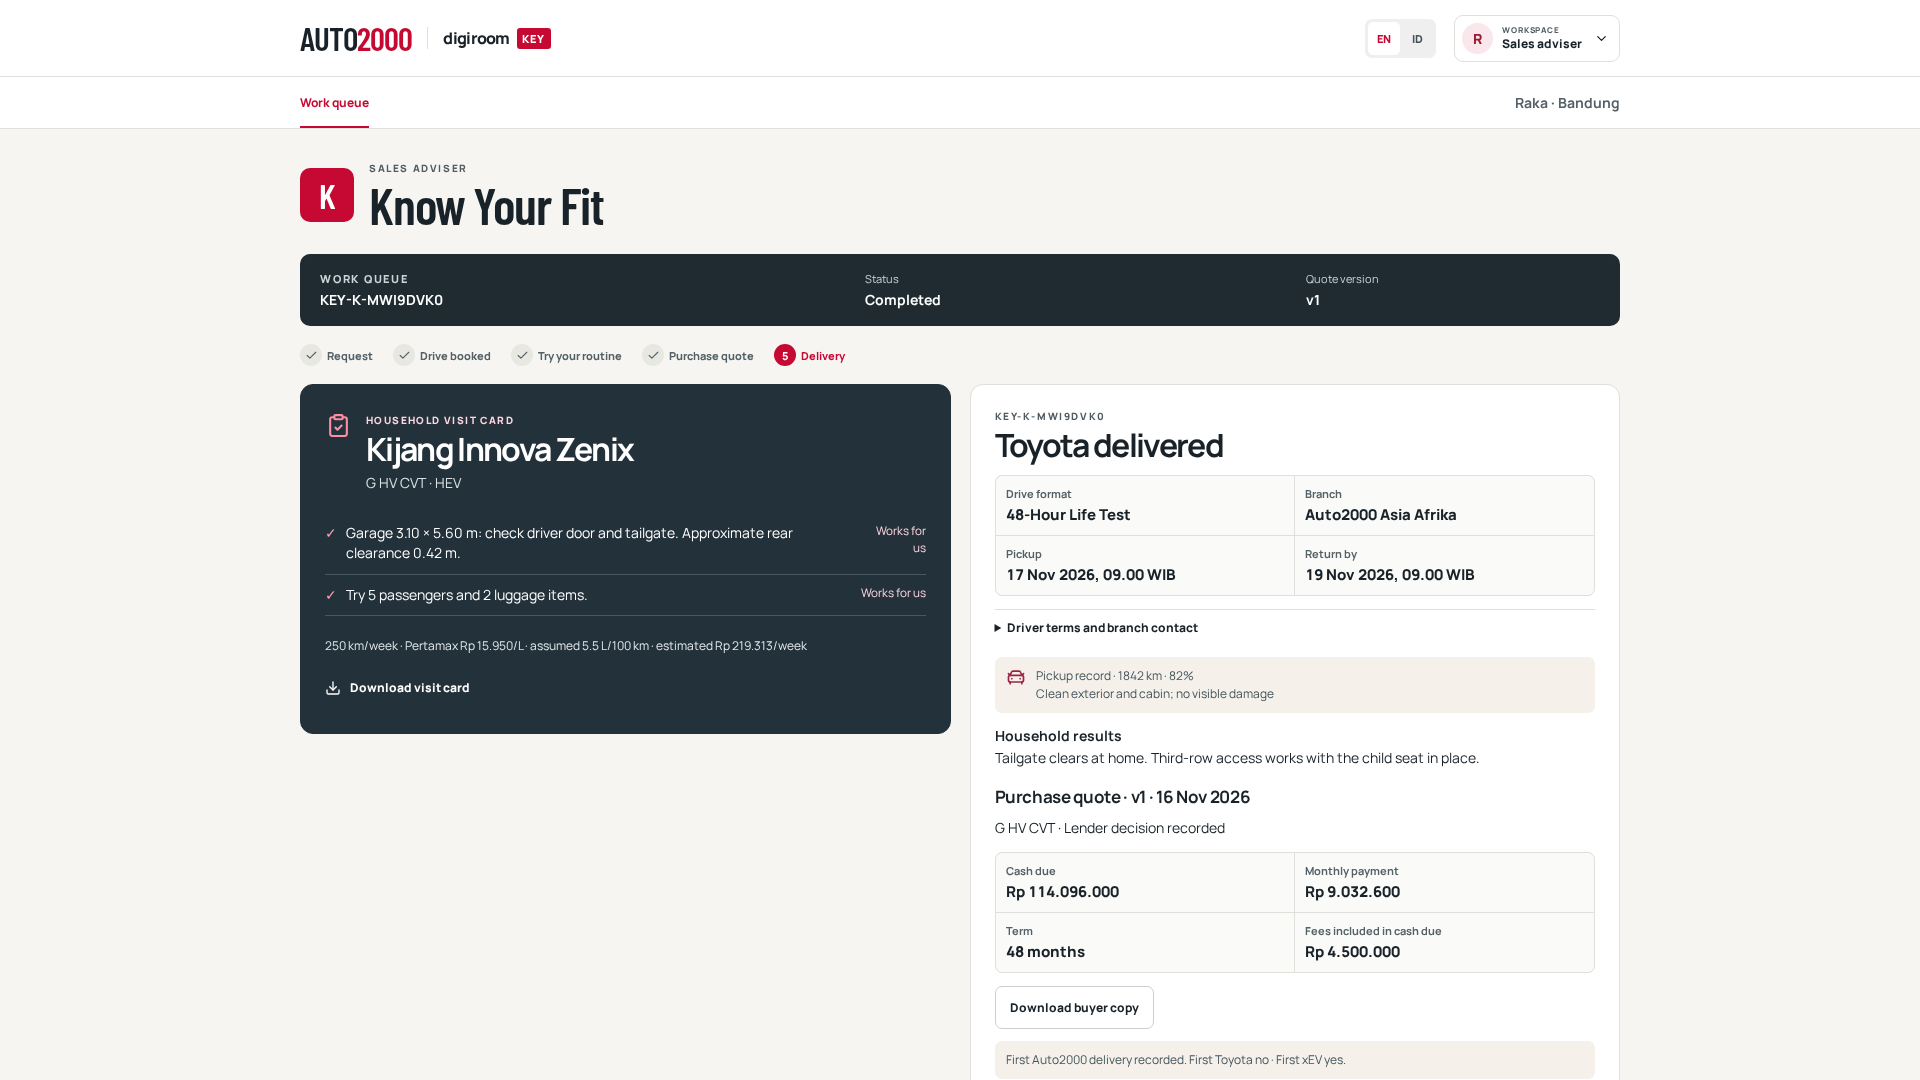 AUTO2000
digiroom KEY
EN ID
R
WORKSPACE
Sales adviser
Work queue
Raka · Bandung
K
SALES ADVISER
Know Your Fit
WORK QUEUE
KEY-K-MWI9DVK0
Status
Completed
Quote version
v1
Request
Drive booked
Try your routine
Purchase quote
5 Delivery
HOUSEHOLD VISIT CARD
Kijang Innova Zenix
G HV CVT · HEV
✓ Garage 3.10 × 5.60 m: check driver door and tailgate. Approximate rear
clearance 0.42 m.
Works for
us
✓ Try 5 passengers and 2 luggage items.
Works for us
250 km/week · Pertamax Rp 15.950/L · assumed 5.5 L/100 km · estimated Rp 219.313/week
Download visit card
KEY-K-MWI9DVK0
Toyota delivered
Drive format
48-Hour Life Test
Branch
Auto2000 Asia Afrika
Pickup
17 Nov 2026, 09.00 WIB
Return by
19 Nov 2026, 09.00 WIB
Driver terms and branch contact
Pickup record · 1842 km · 82%
Clean exterior and cabin; no visible damage
Household results
Tailgate clears at home. Third-row access works with the child seat in place.
Purchase quote · v1 · 16 Nov 2026
G HV CVT · Lender decision recorded
Cash due
Rp 114.096.000
Monthly payment
Rp 9.032.600
Term
48 months
Fees included in cash due
Rp 4.500.000
Download buyer copy
First Auto2000 delivery recorded. First Toyota no · First xEV yes.